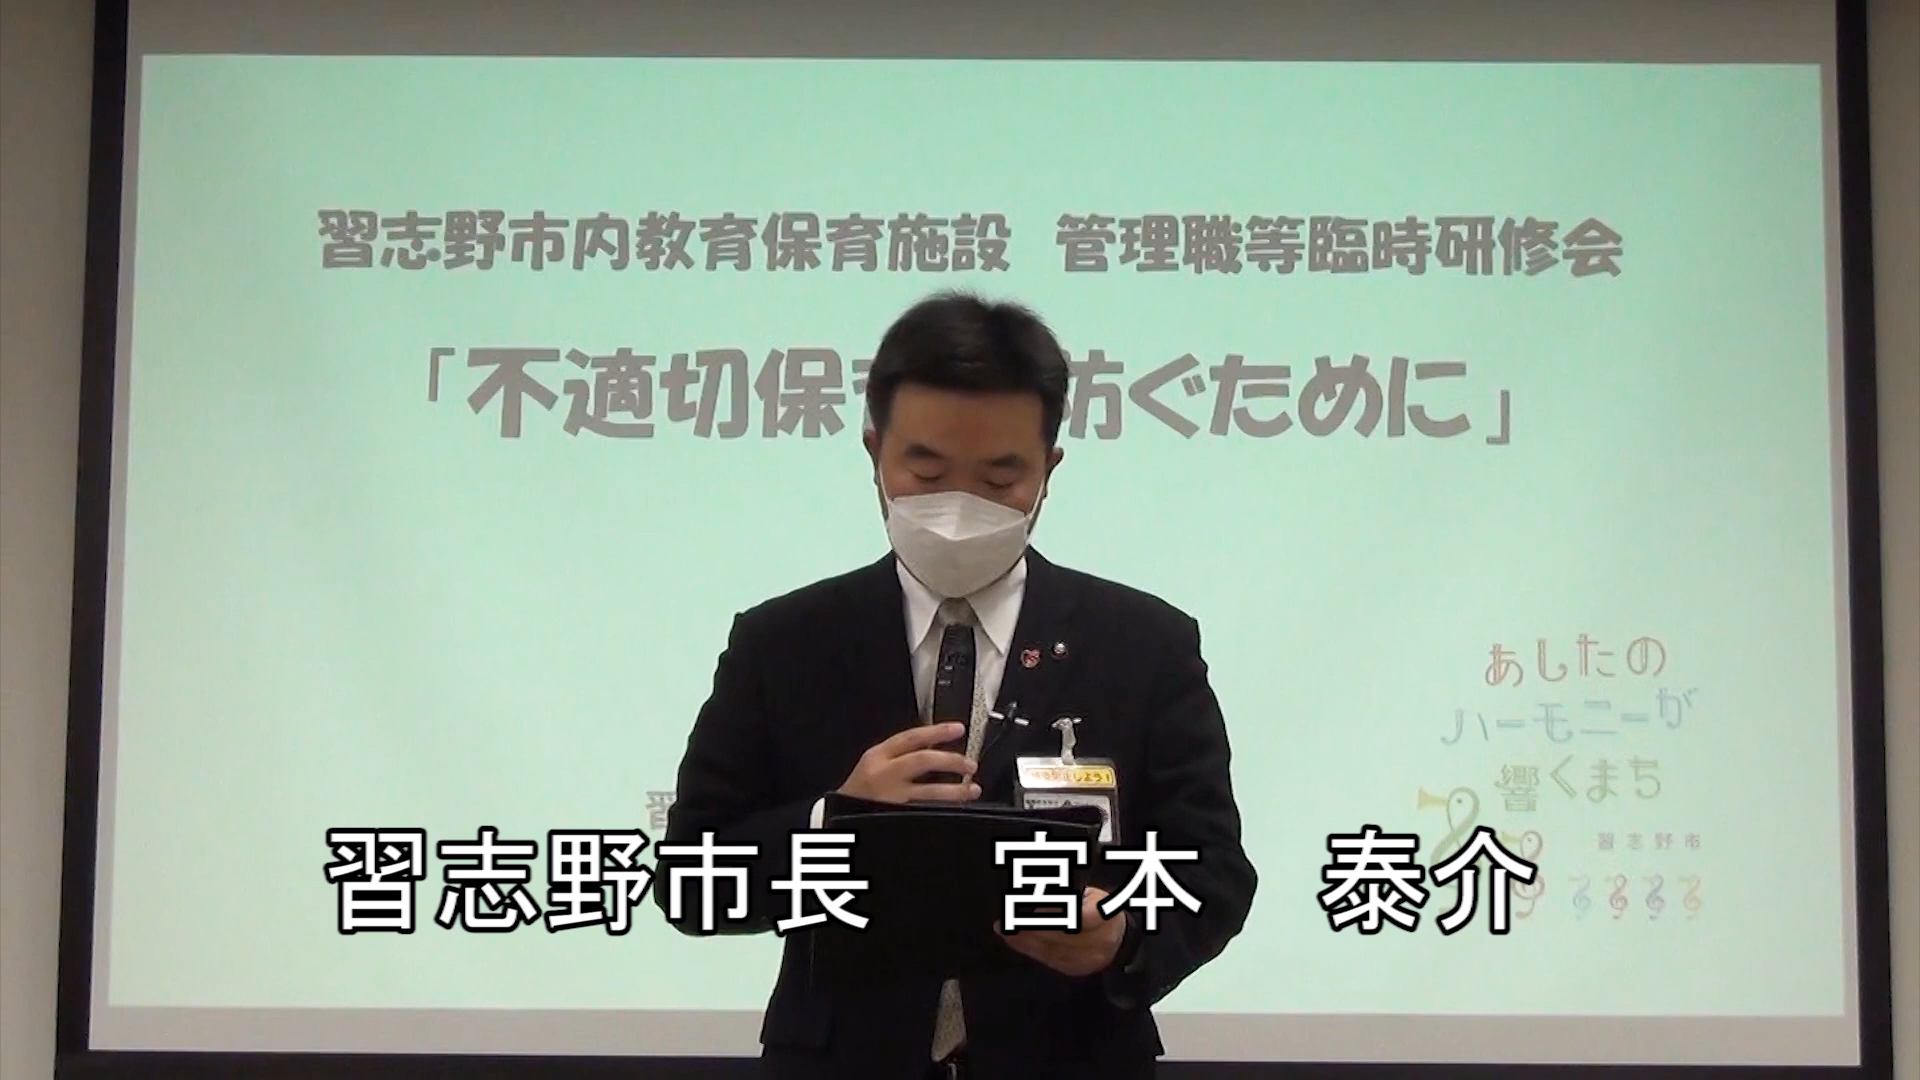 習志野市内教育保育施設　管理職等臨時研修会
「不適切保 防ぐために」
あしたの
ハーモニーが
響くまち
習志野市
習志野市長　宮本　泰介